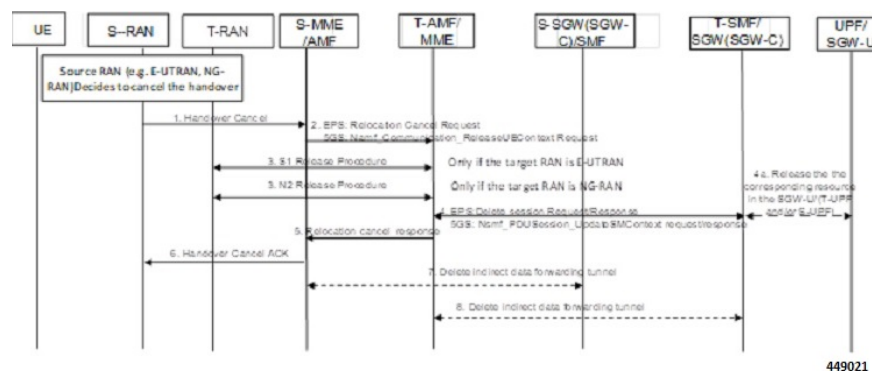 UE
S--RAN
T-RAN
S-MME
/AMF
T-AMF/
MME
S-SGW(SGW-
C)/SMF
T-SMF/
SGW(SGW-C)
UPF/
SGW-U
Source RAN (e.g. E-UTRAN, NG-
RAN)Decides to cancel the handover
1. Handover Cancel
2. EPS: Relocation Cancel Request
5GS: Nsmf_Communication_ReleaseUEContextRequest
3. S1 Release Procedure
Only if the target RAN is E-UTRAN
3. N2 Release Procedure
Only if the target RAN is NG-RAN
4 a. Release the the
corresponding resource
in the SGW-U/(T-UPF
and/or S-UPF)
4. EPS:Delete session Request/Response
5GS: Nsmf_PDUSession_UpdateSMContext request/response
5. Relocation cancel response
6. Handover Cancel ACK
7. Delete indirect data forwarding tunnel
8. Delete indirect data forwarding tunnel
449021